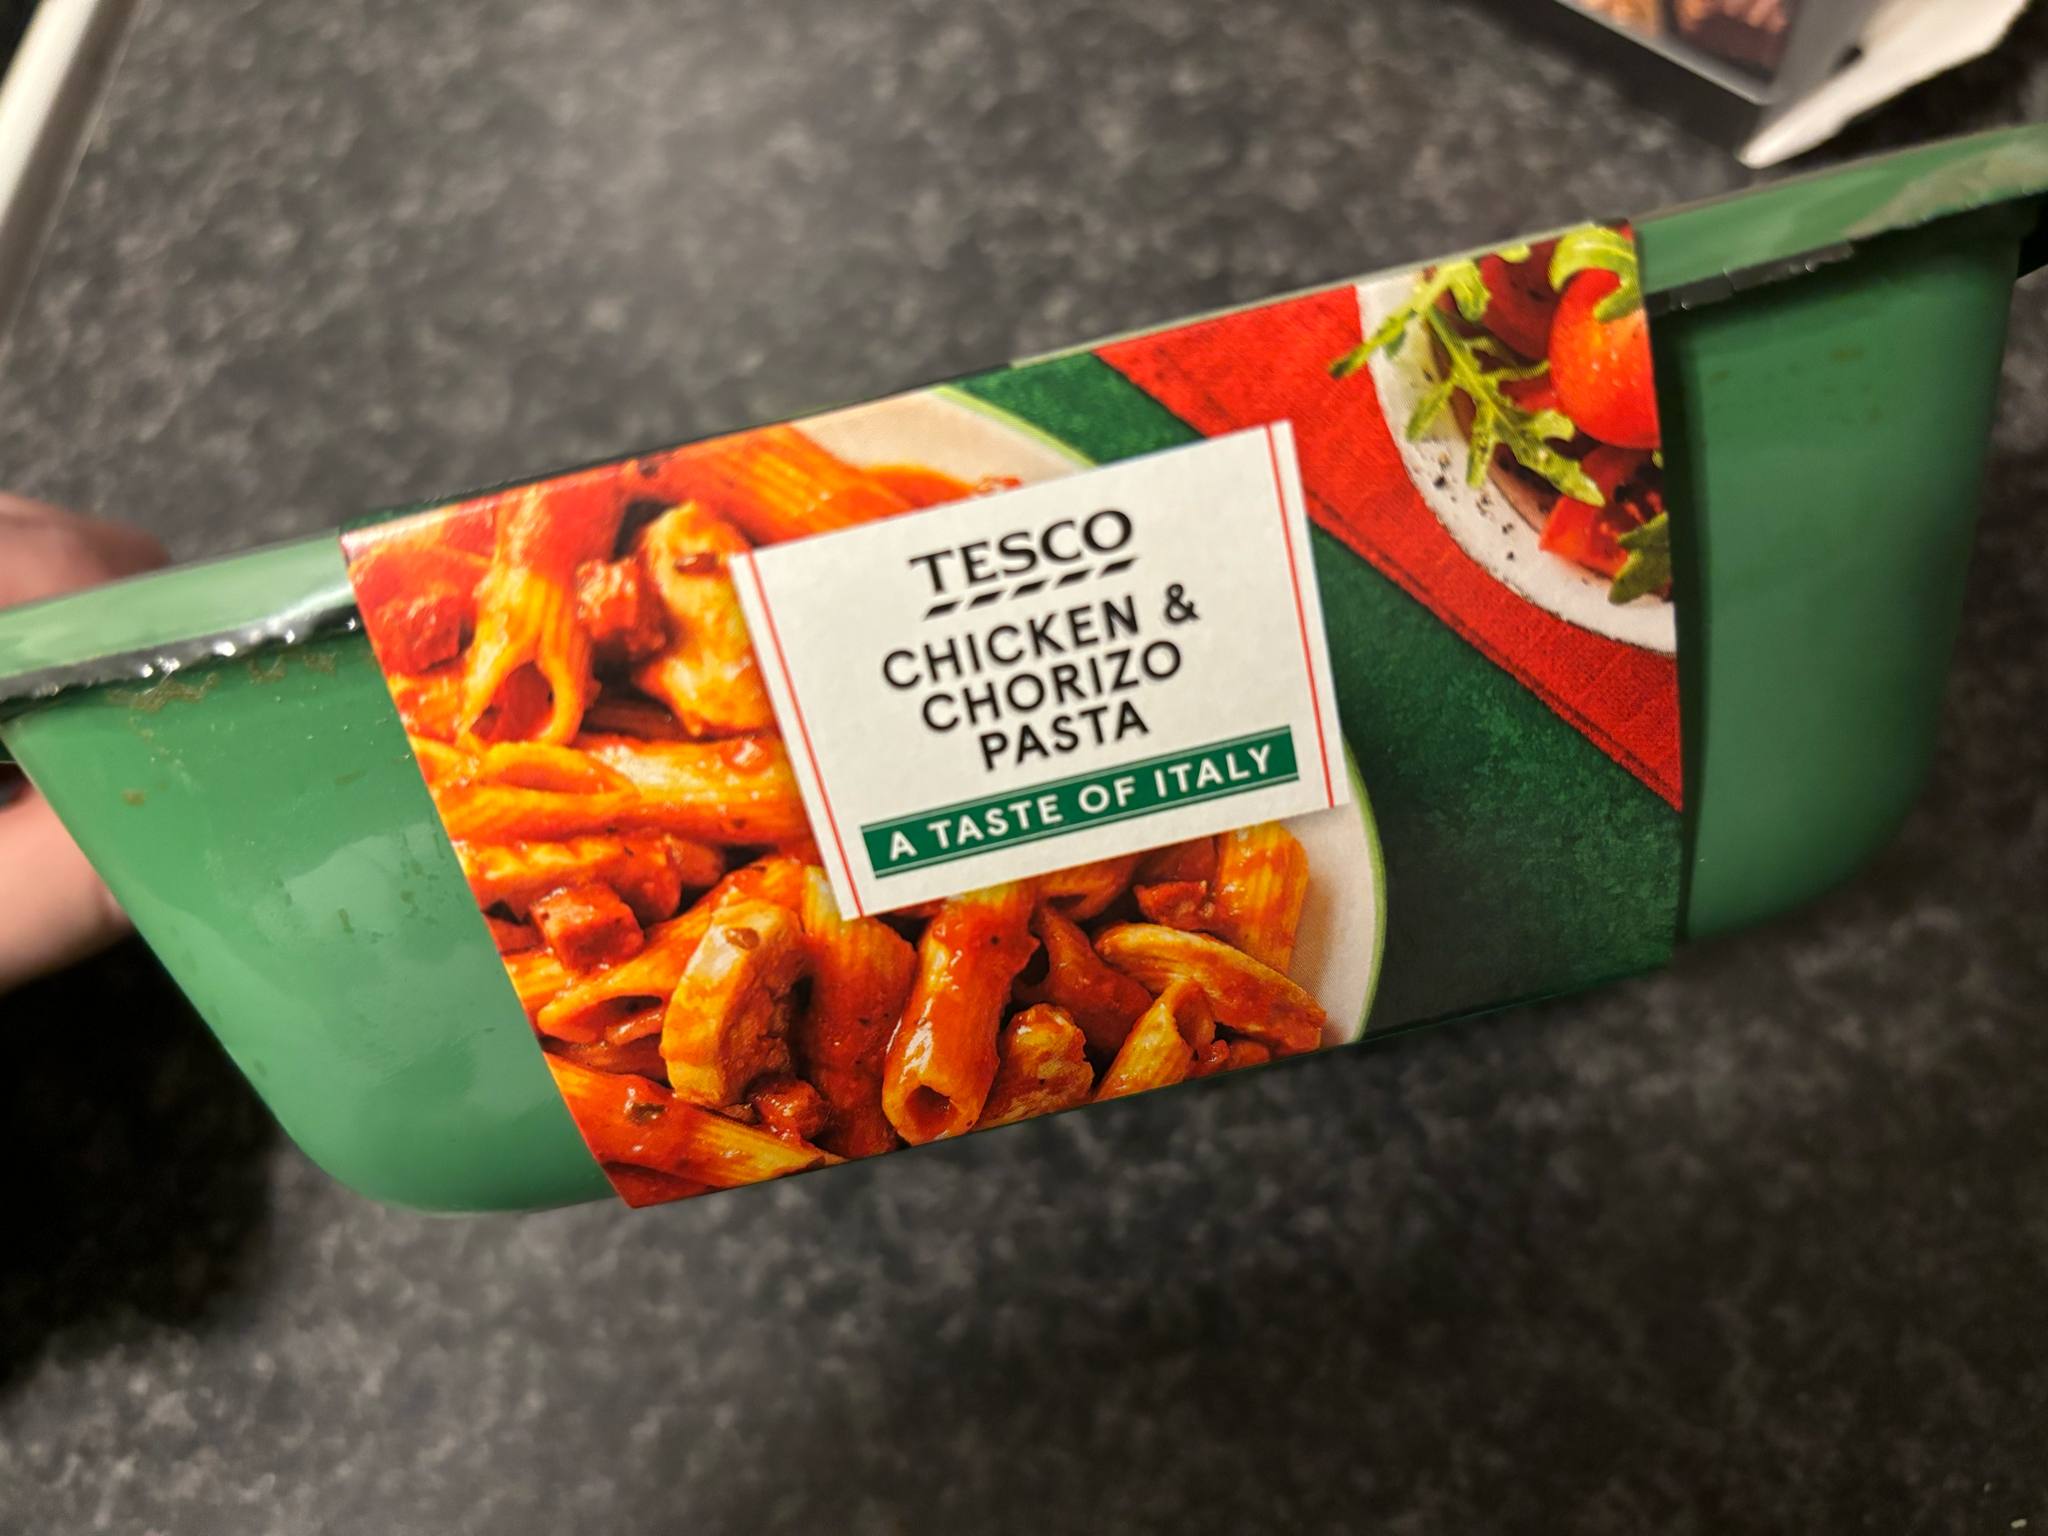 TESCO
CHICKEN &
CHORIZO
PASTA
A TASTE OF ITALY